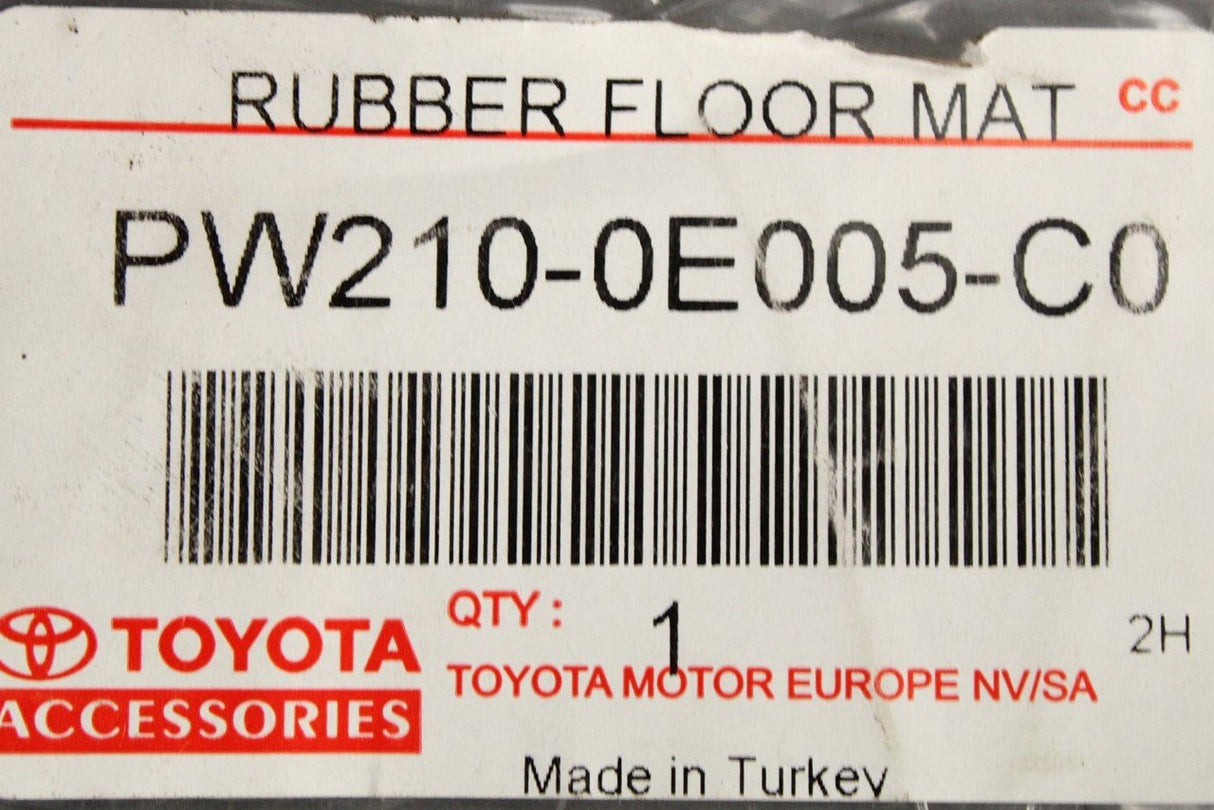 RUBBER FLOOR MAT CC
PW210-0E005-C0
TOYOTA
ACCESSORIES
QTY : 1
2H
TOYOTA MOTOR EUROPE NV/SA
Made in Turkey